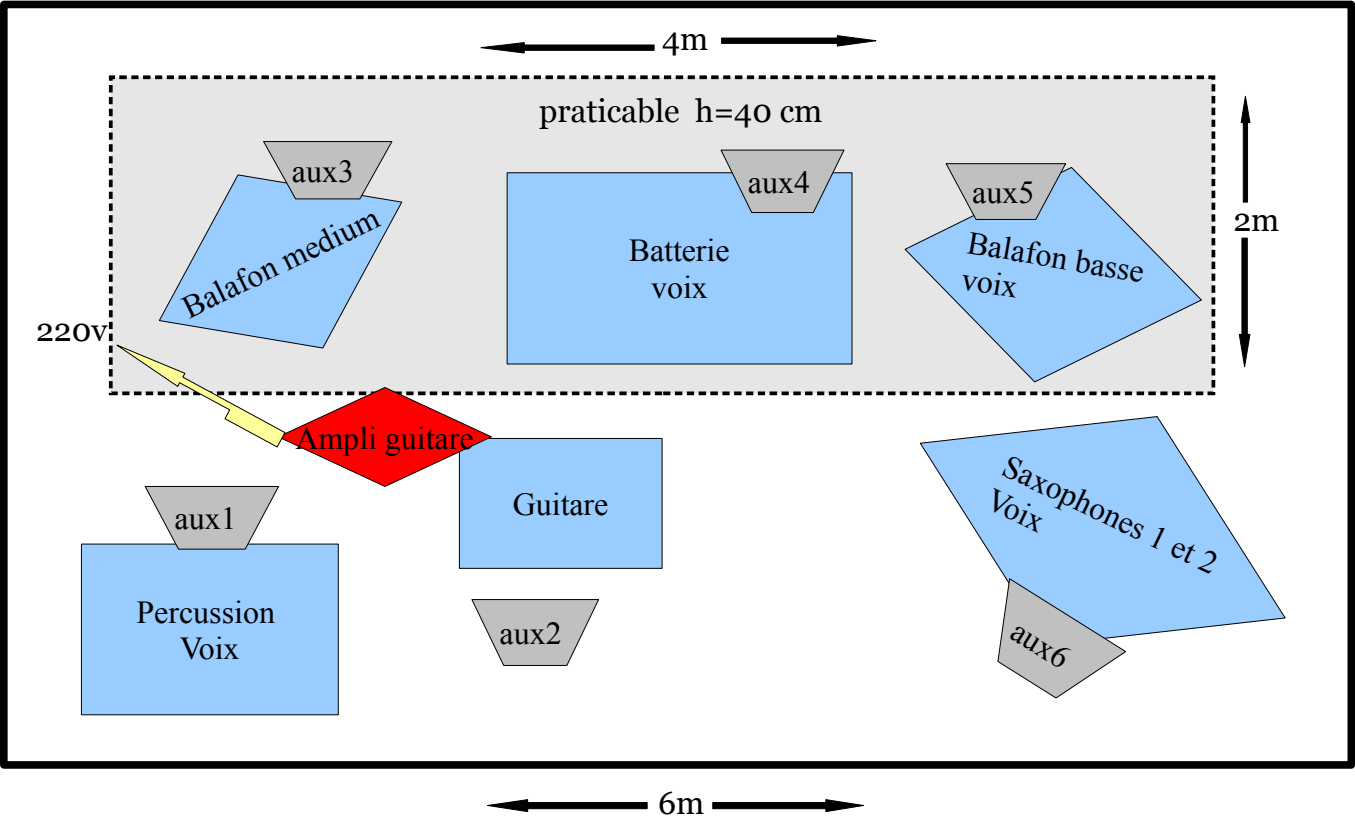 4m
praticable  h=40 cm
aux3
aux4
aux5
Balafon medium
Batterie
voix
Balafon basse
voix
2m
220v
Ampli guitare
Guitare
Saxophones 1 et 2
Voix
aux1
Percussion
Voix
aux2
aux6
6m